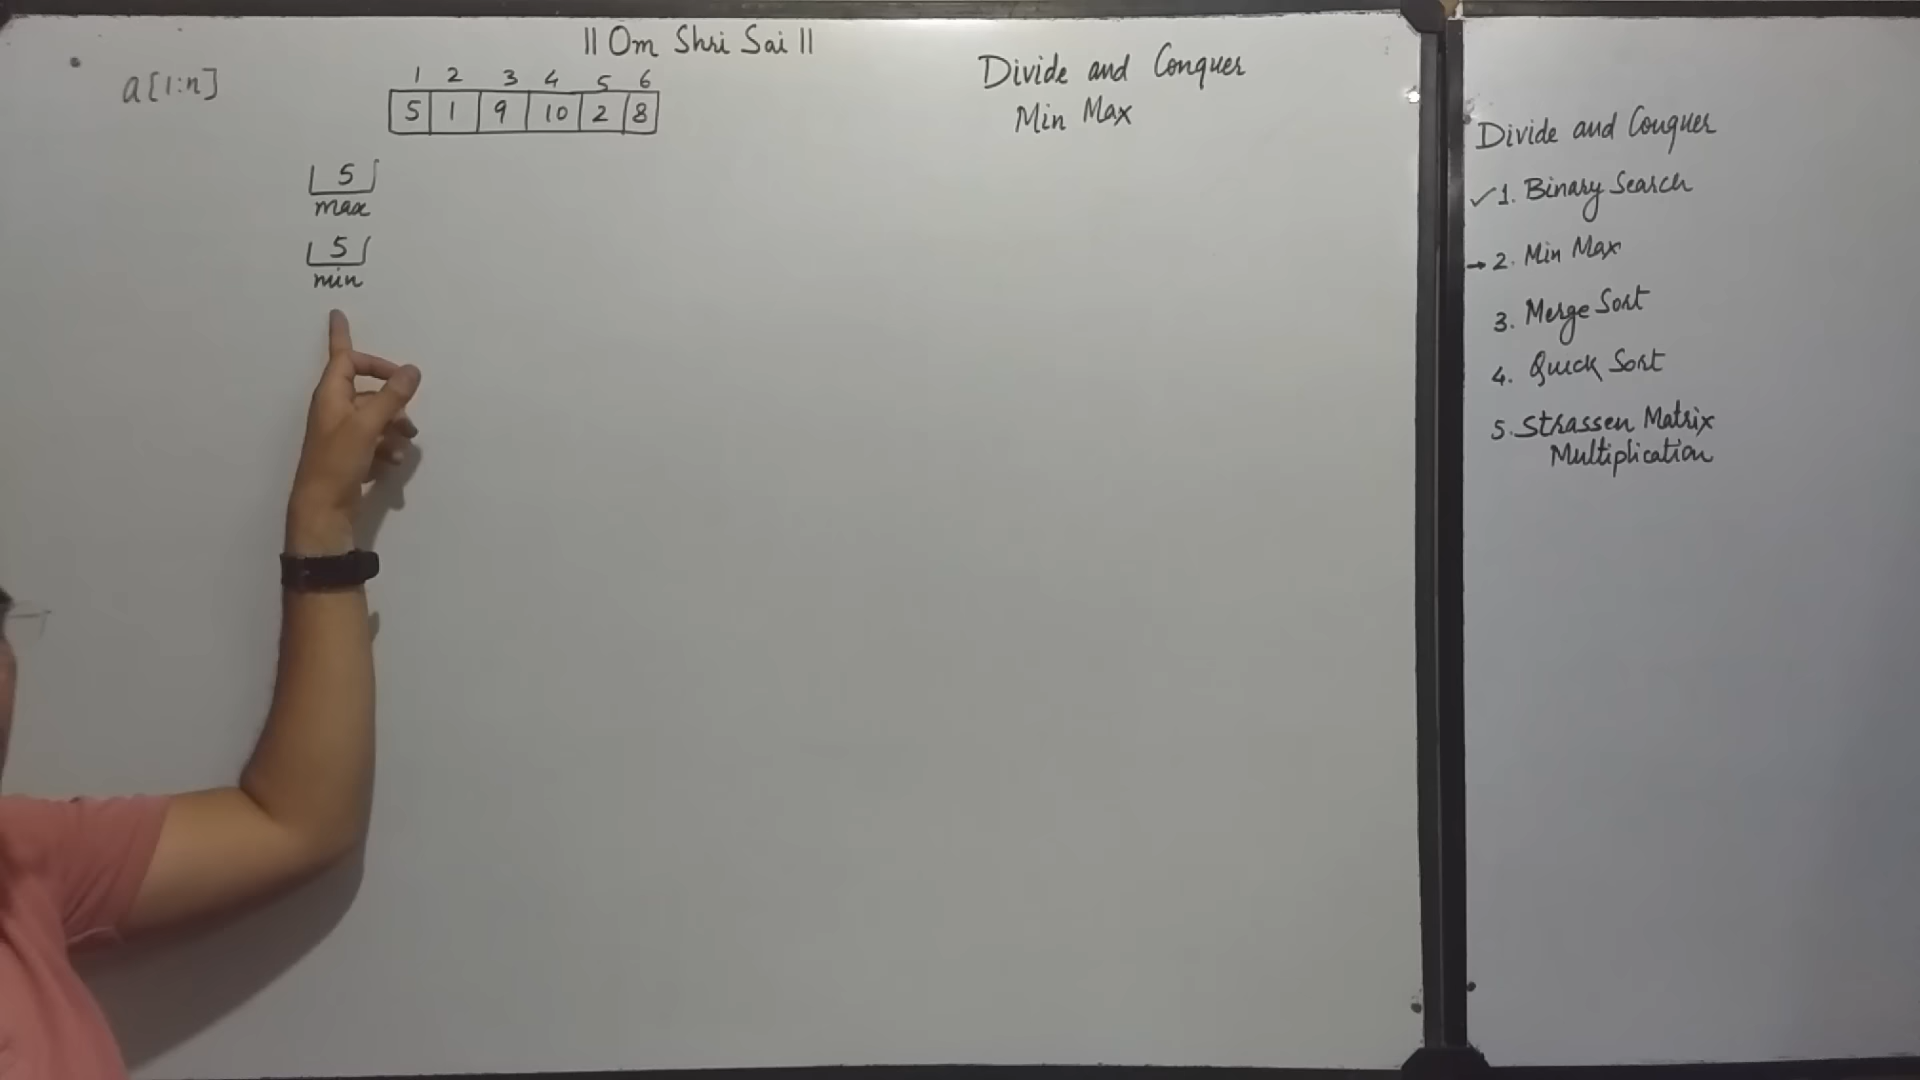 || Om Shri Sai ||
a[1:n]
1 2 3 4 5 6
5 1 9 10 2 8
5
max
5
min
Divide and Conquer
Min Max
Divide and Conquer
✓1. Binary Search
→2. Min Max
3. Merge Sort
4. Quick Sort
5. Strassen Matrix
Multiplication